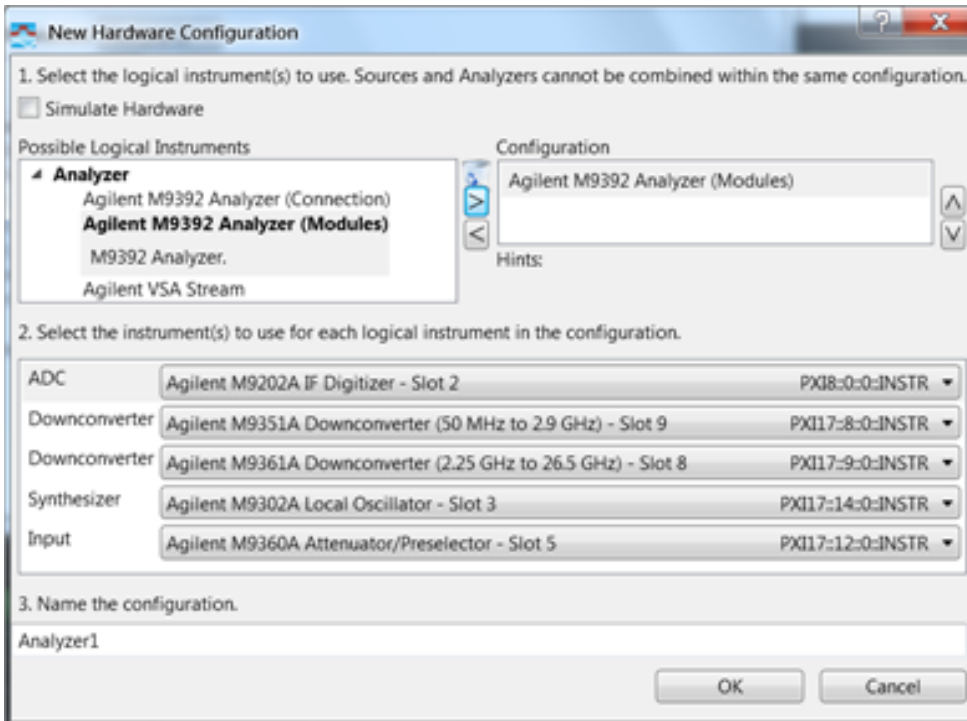 New Hardware Configuration
1. Select the logical instrument(s) to use. Sources and Analyzers cannot be combined within the same configuration.
Simulate Hardware
Possible Logical Instruments
Analyzer
Agilent M9392 Analyzer (Connection)
Agilent M9392 Analyzer (Modules)
M9392 Analyzer.
Agilent VSA Stream
>
<
Configuration
Agilent M9392 Analyzer (Modules)
Hints:
2. Select the instrument(s) to use for each logical instrument in the configuration.
ADC Agilent M9202A IF Digitizer - Slot 2 PXI8::0::0::INSTR
Downconverter Agilent M9351A Downconverter (50 MHz to 2.9 GHz) - Slot 9 PXI17::8::0::INSTR
Downconverter Agilent M9361A Downconverter (2.25 GHz to 26.5 GHz) - Slot 8 PXI17::9::0::INSTR
Synthesizer Agilent M9302A Local Oscillator - Slot 3 PXI17::14::0::INSTR
Input Agilent M9360A Attenuator/Preselector - Slot 5 PXI17::12::0::INSTR
3. Name the configuration.
Analyzer1
OK Cancel